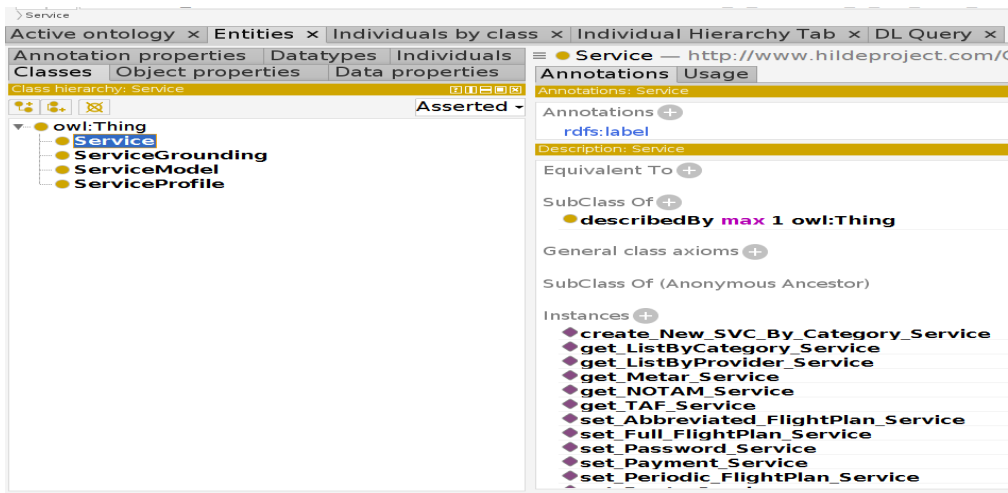 Service
Active ontology × Entities × Individuals by class × Individual Hierarchy Tab × DL Query ×
Annotation properties Datatypes Individuals
Classes Object properties Data properties
Class hierarchy: Service
Asserted
owl:Thing
Service
ServiceGrounding
ServiceModel
ServiceProfile
Service — http://www.hildeproject.com/
Annotations Usage
Annotations: Service
Annotations
rdfs:label
Description: Service
Equivalent To
SubClass Of
describedBy max 1 owl:Thing
General class axioms
SubClass Of (Anonymous Ancestor)
Instances
create_New_SVC_By_Category_Service
get_ListByCategory_Service
get_ListByProvider_Service
get_Metar_Service
get_NOTAM_Service
get_TAF_Service
set_Abbreviated_FlightPlan_Service
set_Full_FlightPlan_Service
set_Password_Service
set_Payment_Service
set_Periodic_FlightPlan_Service